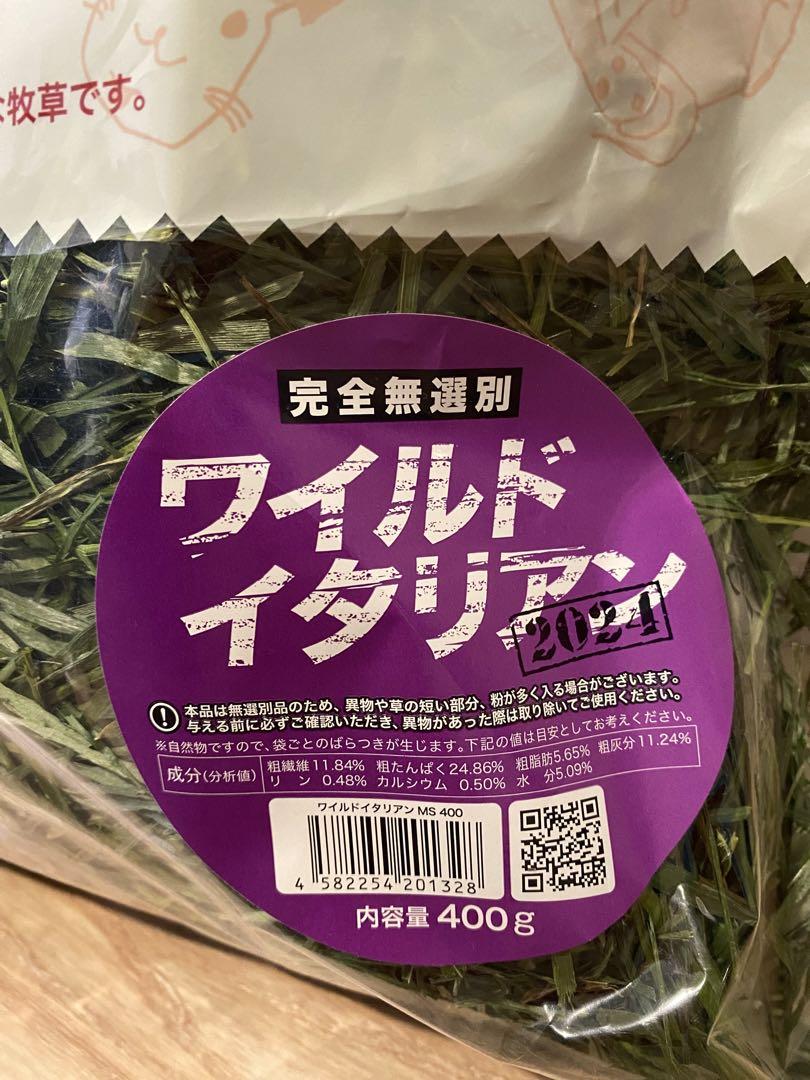 牧草です。
完全無選別
ワイルド
イタリアン
2024
! 本品は無選別品のため、異物や草の短い部分、粉が多く入る場合がございます。
与える前に必ずご確認いただき、異物があった際は取り除いてご使用ください。
※自然物ですので、袋ごとのばらつきが生じます。下記の値は目安としてお考えください。
成分(分析値) 粗繊維11.84% 粗たんぱく24.86% 粗脂肪5.65% 粗灰分11.24%
リン 0.48% カルシウム 0.50% 水分5.09%
ワイルドイタリアン MS 400
4 582254 201328
内容量 400g